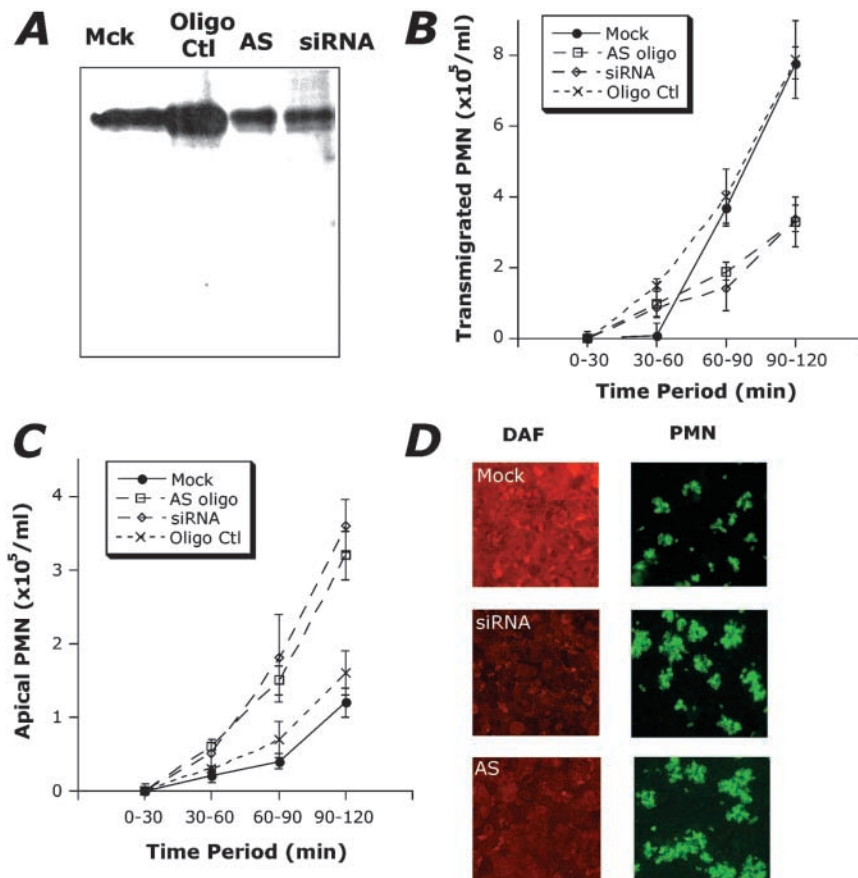 A
Mck Oligo Ctl AS siRNA
B
Mock
AS oligo
siRNA
Oligo Ctl
Transmigrated PMN (x10⁵/ml)
8
6
4
2
0
0-30 30-60 60-90 90-120
Time Period (min)
C
Mock
AS oligo
siRNA
Oligo Ctl
Apical PMN (x10⁵/ml)
4
3
2
1
0
0-30 30-60 60-90 90-120
Time Period (min)
D
DAF PMN
Mock
siRNA
AS